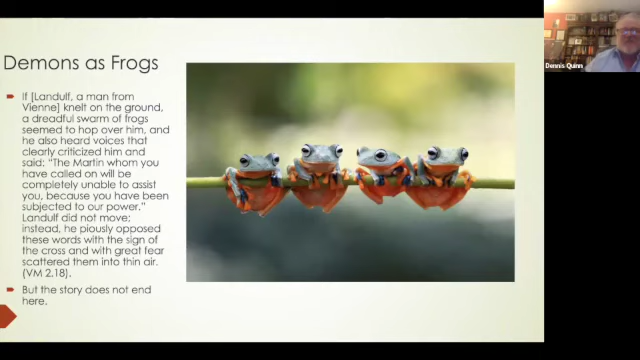 Demons as Frogs
If [Landulf, a man from
Vienne] knelt on the ground,
a dreadful swarm of frogs
seemed to hop over him, and
he also heard voices that
clearly criticized him and
said: "The Martin whom you
have called on will be
completely unable to assist
you, because you have been
subjected to our power."
Landulf did not move;
instead, he piously opposed
these words with the sign of
the cross and with great fear
scattered them into thin air.
(VM 2.18).
But the story does not end
here.
Dennis Quinn